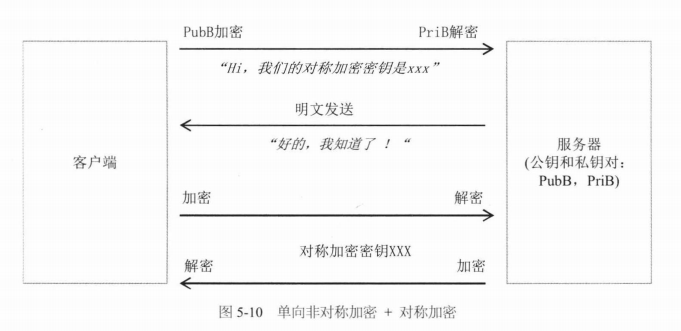 PubB加密 PriB解密
“Hi，我们的对称加密密钥是xxx”
明文发送
“好的，我知道了 ！“
客户端
服务器
(公钥和私钥对：
PubB，PriB)
加密 解密
对称加密密钥XXX
解密 加密
图 5-10 单向非对称加密 + 对称加密